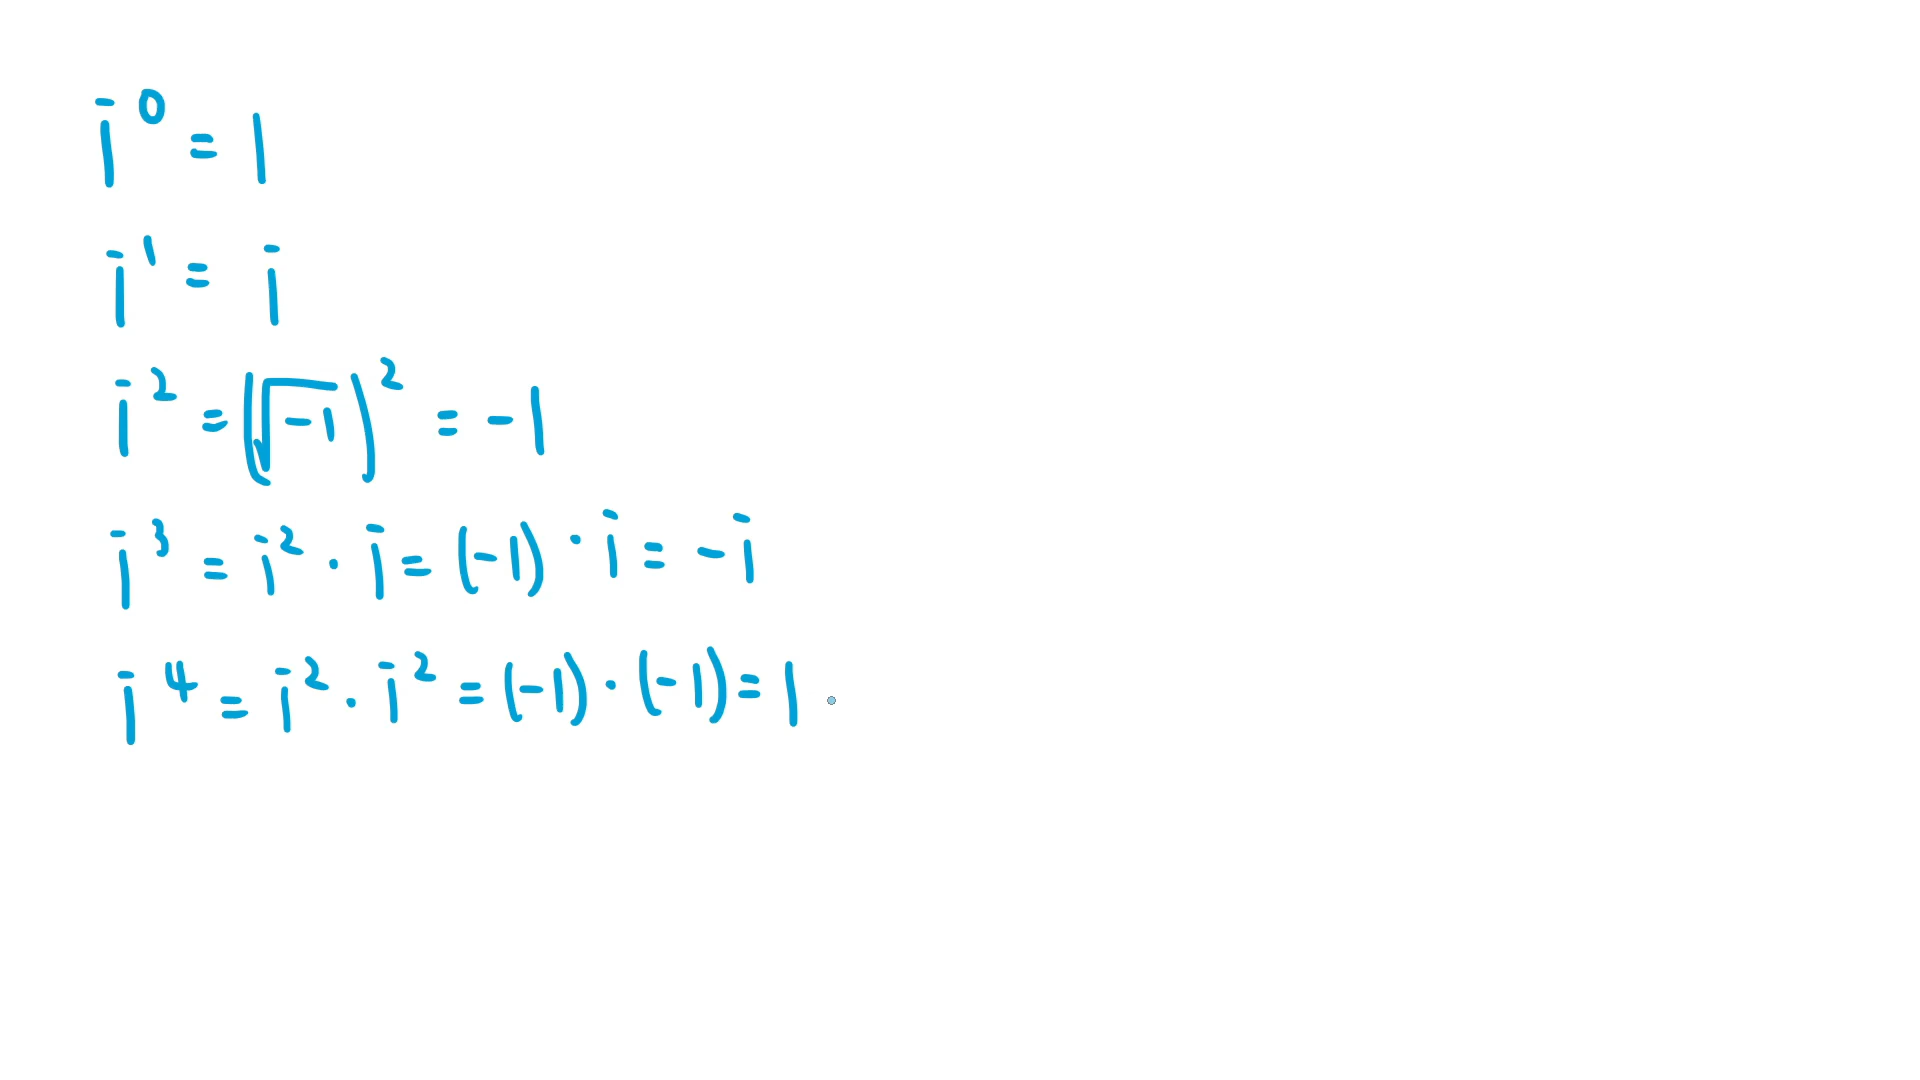 i⁰ = 1
i¹ = i
i² = (√-1)² = -1
i³ = i² · i = (-1) · i = -i
i⁴ = i² · i² = (-1) · (-1) = 1